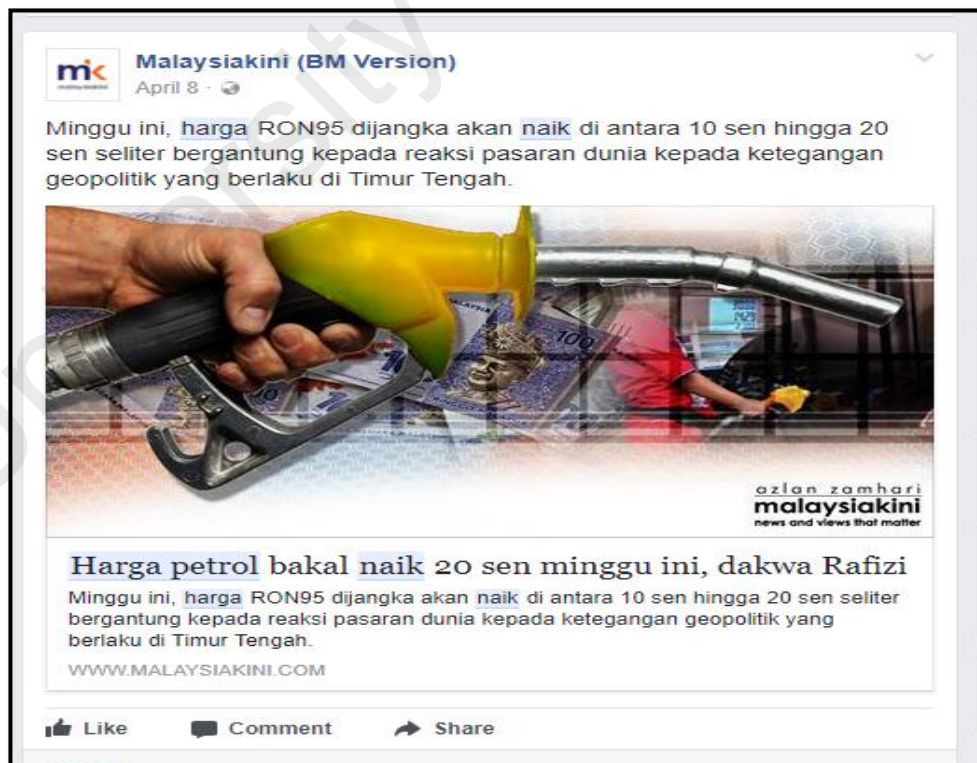 mk
malaysiakini
Malaysiakini (BM Version)
April 8
Minggu ini, harga RON95 dijangka akan naik di antara 10 sen hingga 20
sen seliter bergantung kepada reaksi pasaran dunia kepada ketegangan
geopolitik yang berlaku di Timur Tengah.
100
azlan zamhari
malaysiakini
news and views that matter
Harga petrol bakal naik 20 sen minggu ini, dakwa Rafizi
Minggu ini, harga RON95 dijangka akan naik di antara 10 sen hingga 20 sen seliter
bergantung kepada reaksi pasaran dunia kepada ketegangan geopolitik yang
berlaku di Timur Tengah.
WWW.MALAYSIAKINI.COM
Like Comment Share